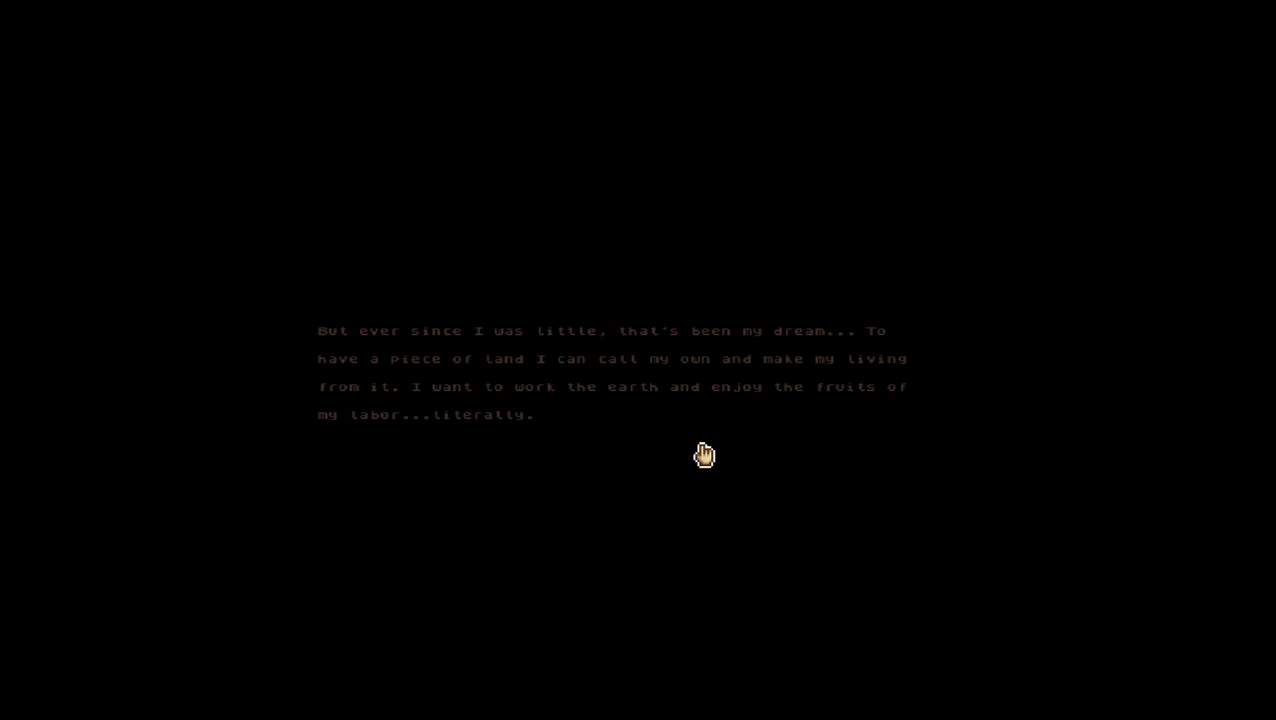 But ever since I was little, that's been my dream... To
have a piece of land I can call my own and make my living
from it. I want to work the earth and enjoy the fruits of
my labor...literally.